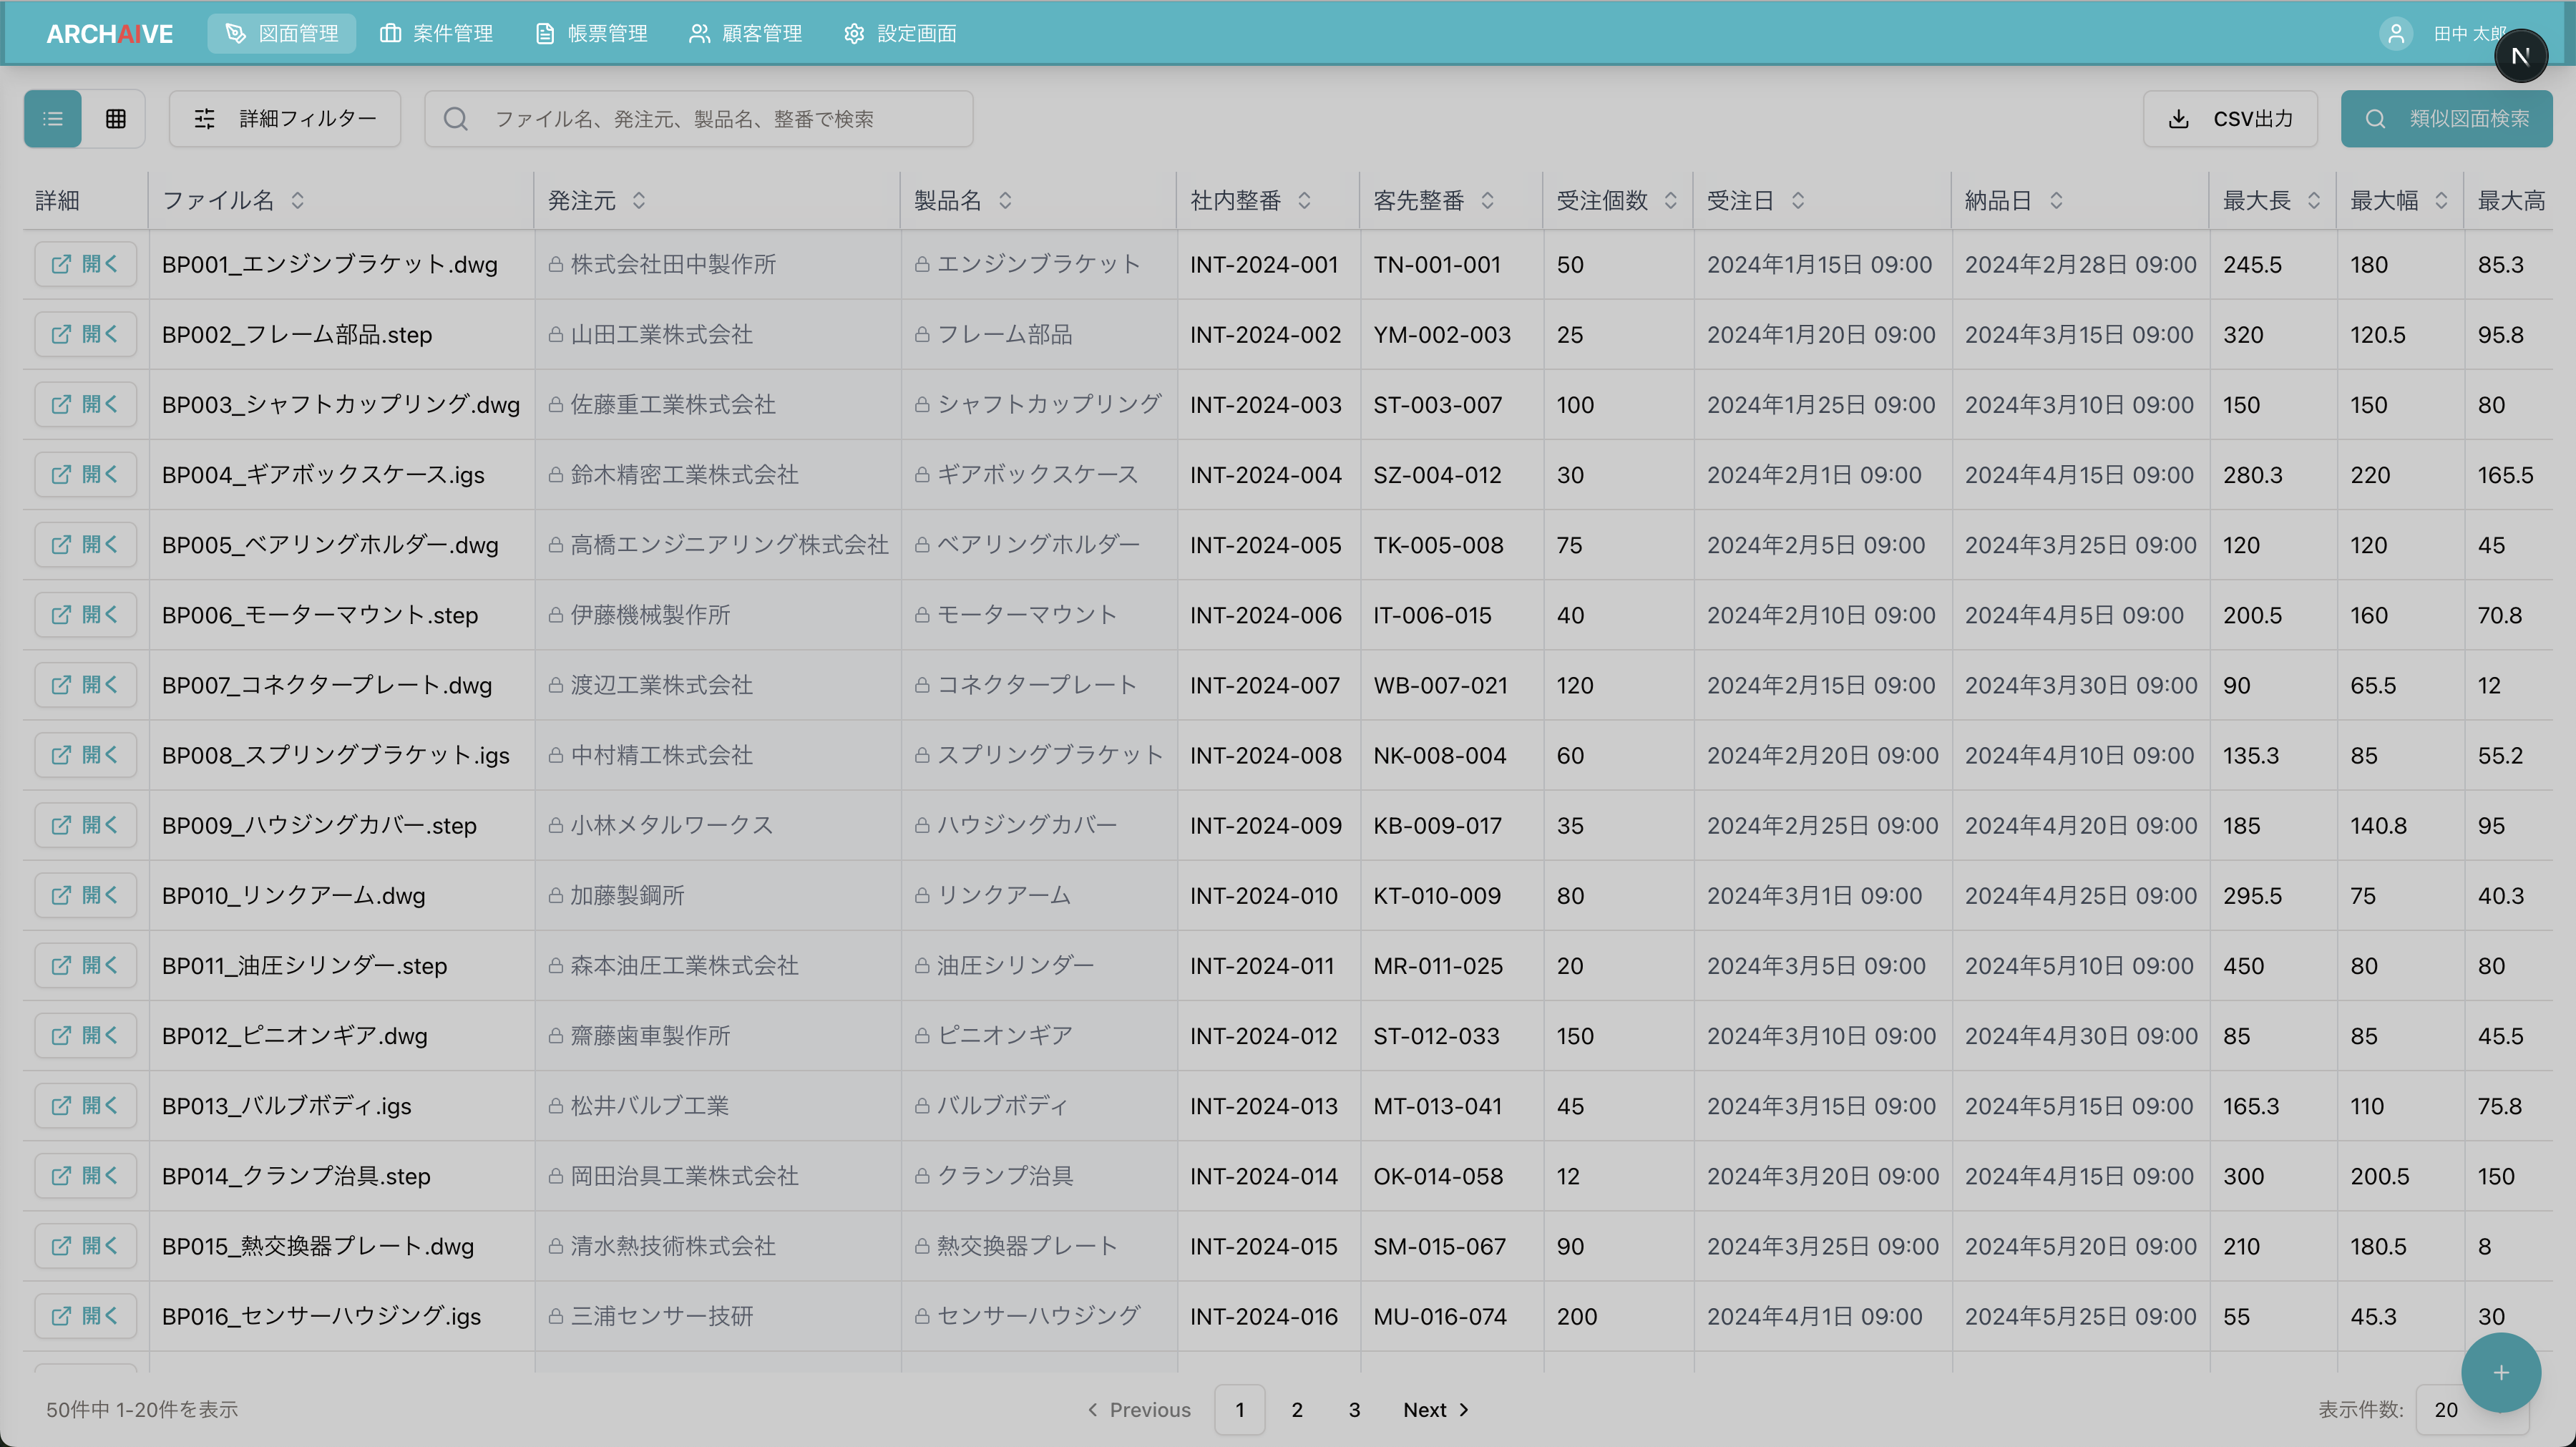 ARCHAIVE 図面管理 案件管理 帳票管理 顧客管理 設定画面 田中 太郎 N
詳細フィルター ファイル名、発注元、製品名、整番で検索 CSV出力 類似図面検索
詳細 ファイル名 発注元 製品名 社内整番 客先整番 受注個数 受注日 納品日 最大長 最大幅 最大高
開く BP001_エンジンブラケット.dwg 株式会社田中製作所 エンジンブラケット INT-2024-001 TN-001-001 50 2024年1月15日 09:00 2024年2月28日 09:00 245.5 180 85.3
開く BP002_フレーム部品.step 山田工業株式会社 フレーム部品 INT-2024-002 YM-002-003 25 2024年1月20日 09:00 2024年3月15日 09:00 320 120.5 95.8
開く BP003_シャフトカップリング.dwg 佐藤重工業株式会社 シャフトカップリング INT-2024-003 ST-003-007 100 2024年1月25日 09:00 2024年3月10日 09:00 150 150 80
開く BP004_ギアボックスケース.igs 鈴木精密工業株式会社 ギアボックスケース INT-2024-004 SZ-004-012 30 2024年2月1日 09:00 2024年4月15日 09:00 280.3 220 165.5
開く BP005_ベアリングホルダー.dwg 高橋エンジニアリング株式会社 ベアリングホルダー INT-2024-005 TK-005-008 75 2024年2月5日 09:00 2024年3月25日 09:00 120 120 45
開く BP006_モーターマウント.step 伊藤機械製作所 モーターマウント INT-2024-006 IT-006-015 40 2024年2月10日 09:00 2024年4月5日 09:00 200.5 160 70.8
開く BP007_コネクタープレート.dwg 渡辺工業株式会社 コネクタープレート INT-2024-007 WB-007-021 120 2024年2月15日 09:00 2024年3月30日 09:00 90 65.5 12
開く BP008_スプリングブラケット.igs 中村精工株式会社 スプリングブラケット INT-2024-008 NK-008-004 60 2024年2月20日 09:00 2024年4月10日 09:00 135.3 85 55.2
開く BP009_ハウジングカバー.step 小林メタルワークス ハウジングカバー INT-2024-009 KB-009-017 35 2024年2月25日 09:00 2024年4月20日 09:00 185 140.8 95
開く BP010_リンクアーム.dwg 加藤製鋼所 リンクアーム INT-2024-010 KT-010-009 80 2024年3月1日 09:00 2024年4月25日 09:00 295.5 75 40.3
開く BP011_油圧シリンダー.step 森本油圧工業株式会社 油圧シリンダー INT-2024-011 MR-011-025 20 2024年3月5日 09:00 2024年5月10日 09:00 450 80 80
開く BP012_ピニオンギア.dwg 齋藤歯車製作所 ピニオンギア INT-2024-012 ST-012-033 150 2024年3月10日 09:00 2024年4月30日 09:00 85 85 45.5
開く BP013_バルブボディ.igs 松井バルブ工業 バルブボディ INT-2024-013 MT-013-041 45 2024年3月15日 09:00 2024年5月15日 09:00 165.3 110 75.8
開く BP014_クランプ治具.step 岡田治具工業株式会社 クランプ治具 INT-2024-014 OK-014-058 12 2024年3月20日 09:00 2024年4月15日 09:00 300 200.5 150
開く BP015_熱交換器プレート.dwg 清水熱技術株式会社 熱交換器プレート INT-2024-015 SM-015-067 90 2024年3月25日 09:00 2024年5月20日 09:00 210 180.5 8
開く BP016_センサーハウジング.igs 三浦センサー技研 センサーハウジング INT-2024-016 MU-016-074 200 2024年4月1日 09:00 2024年5月25日 09:00 55 45.3 30
50件中 1-20件を表示 Previous 1 2 3 Next 表示件数: 20